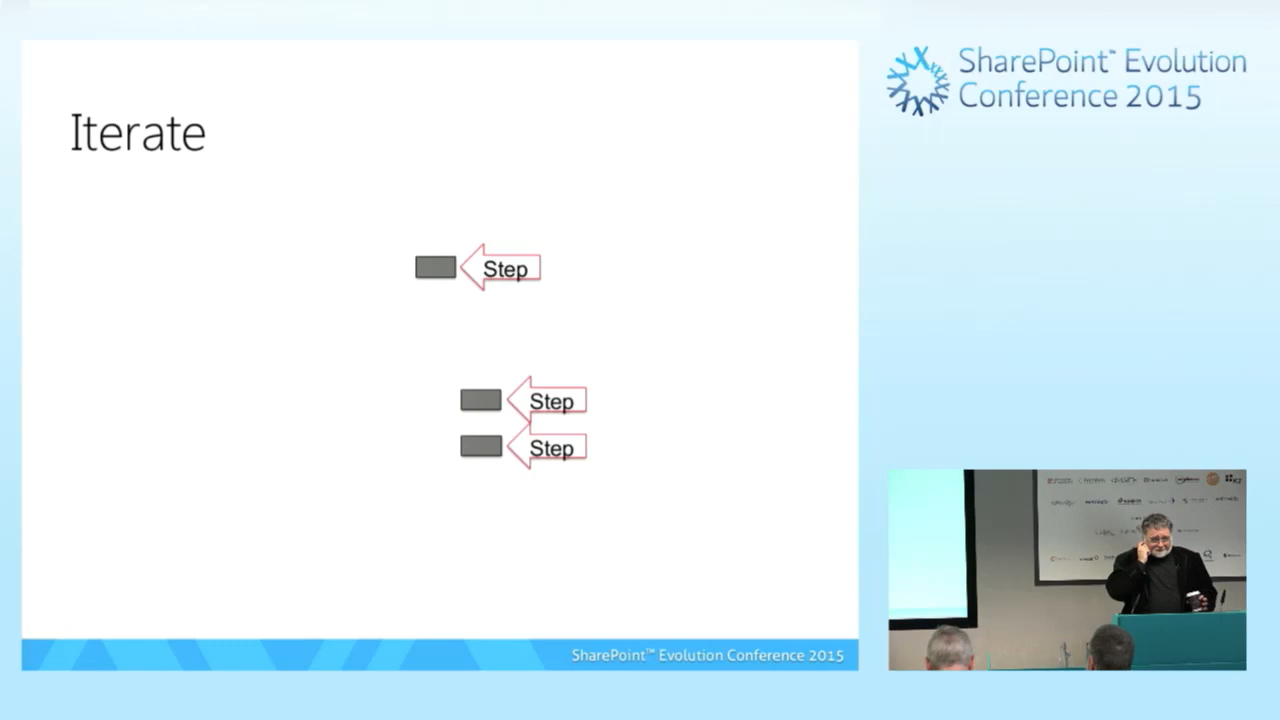 Iterate
Step
Step
Step
SharePoint™ Evolution Conference 2015
SharePoint™ Evolution
Conference 2015